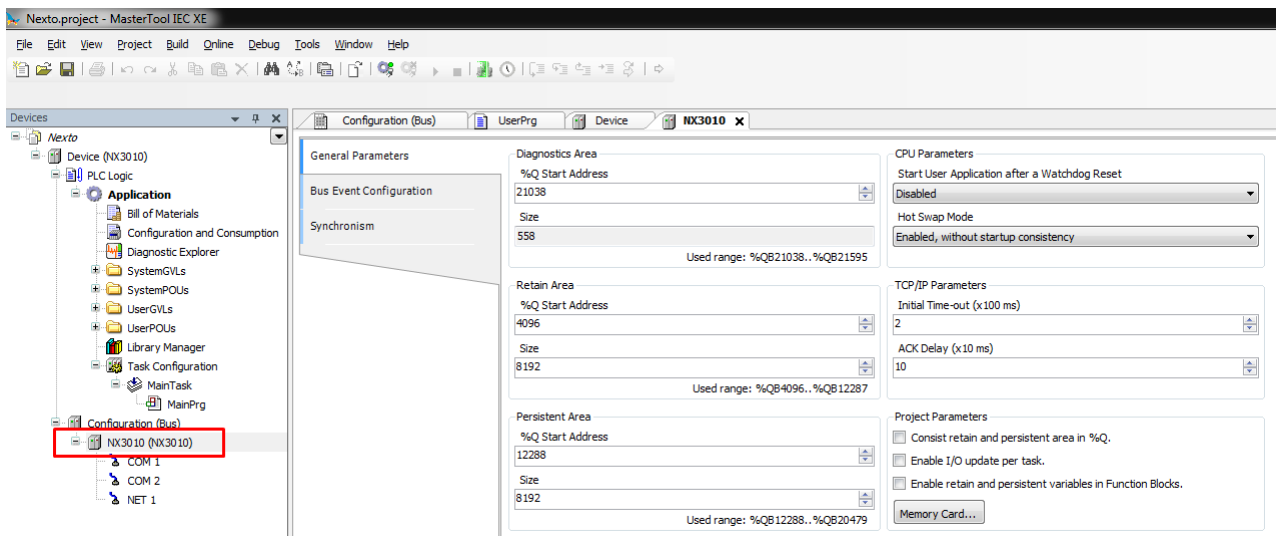 Nexto.project - MasterTool IEC XE
File Edit View Project Build Online Debug Tools Window Help
Devices
Nexto
Device (NX3010)
PLC Logic
Application
Bill of Materials
Configuration and Consumption
Diagnostic Explorer
SystemGVLs
SystemPOUs
UserGVLs
UserPOUs
Library Manager
Task Configuration
MainTask
MainPrg
Configuration (Bus)
NX3010 (NX3010)
COM 1
COM 2
NET 1
Configuration (Bus) UserPrg Device NX3010
General Parameters
Bus Event Configuration
Synchronism
Diagnostics Area
%Q Start Address
21038
Size
558
Used range: %QB21038..%QB21595
Retain Area
%Q Start Address
4096
Size
8192
Used range: %QB4096..%QB12287
Persistent Area
%Q Start Address
12288
Size
8192
Used range: %QB12288..%QB20479
CPU Parameters
Start User Application after a Watchdog Reset
Disabled
Hot Swap Mode
Enabled, without startup consistency
TCP/IP Parameters
Initial Time-out (x100 ms)
2
ACK Delay (x10 ms)
10
Project Parameters
Consist retain and persistent area in %Q.
Enable I/O update per task.
Enable retain and persistent variables in Function Blocks.
Memory Card...